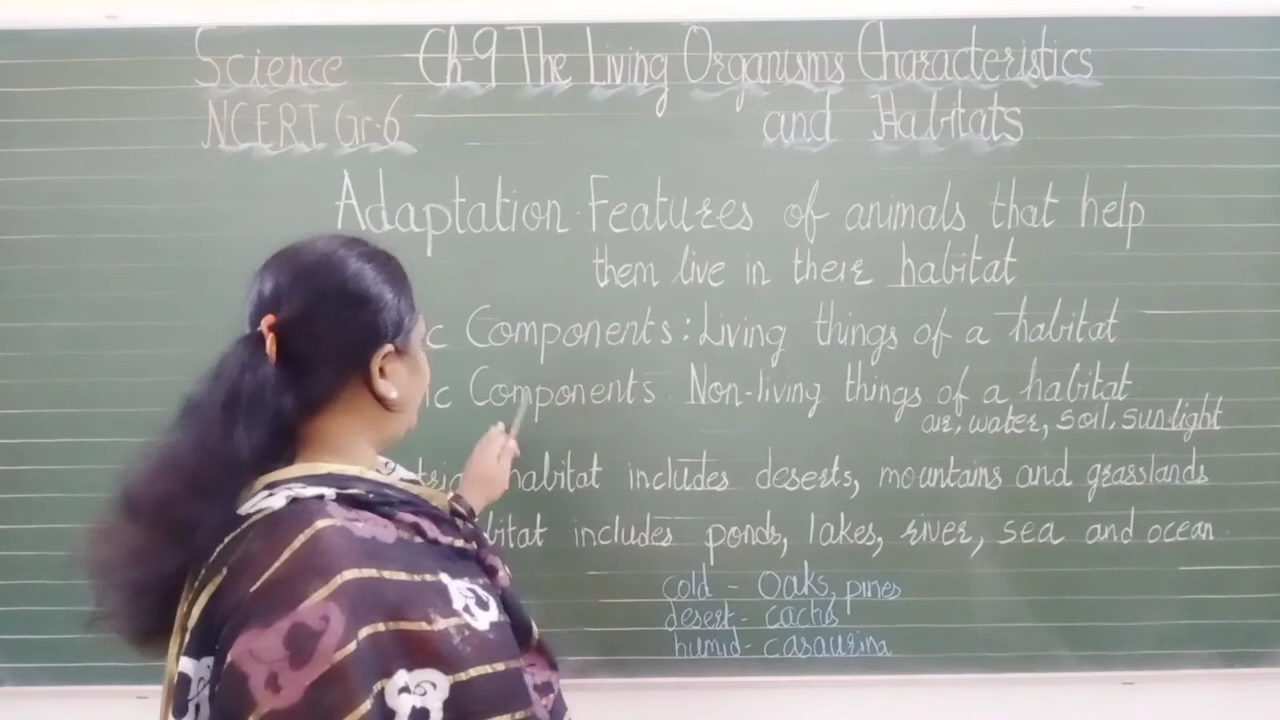 Science Ch-9 The Living Organisms Characteristics
NCERT Gr.6 and Habitats
Adaptation. Features of animals that help
them live in there habitat
c Components: Living things of a habitat
ic Components. Non-living things of a habitat
air, water, soil, sunlight
trial habitat includes deserts, mountains and grasslands
bitat includes ponds, lakes, river, sea and ocean.
cold - Oaks, pines
desert - cactus
humid - casaurina